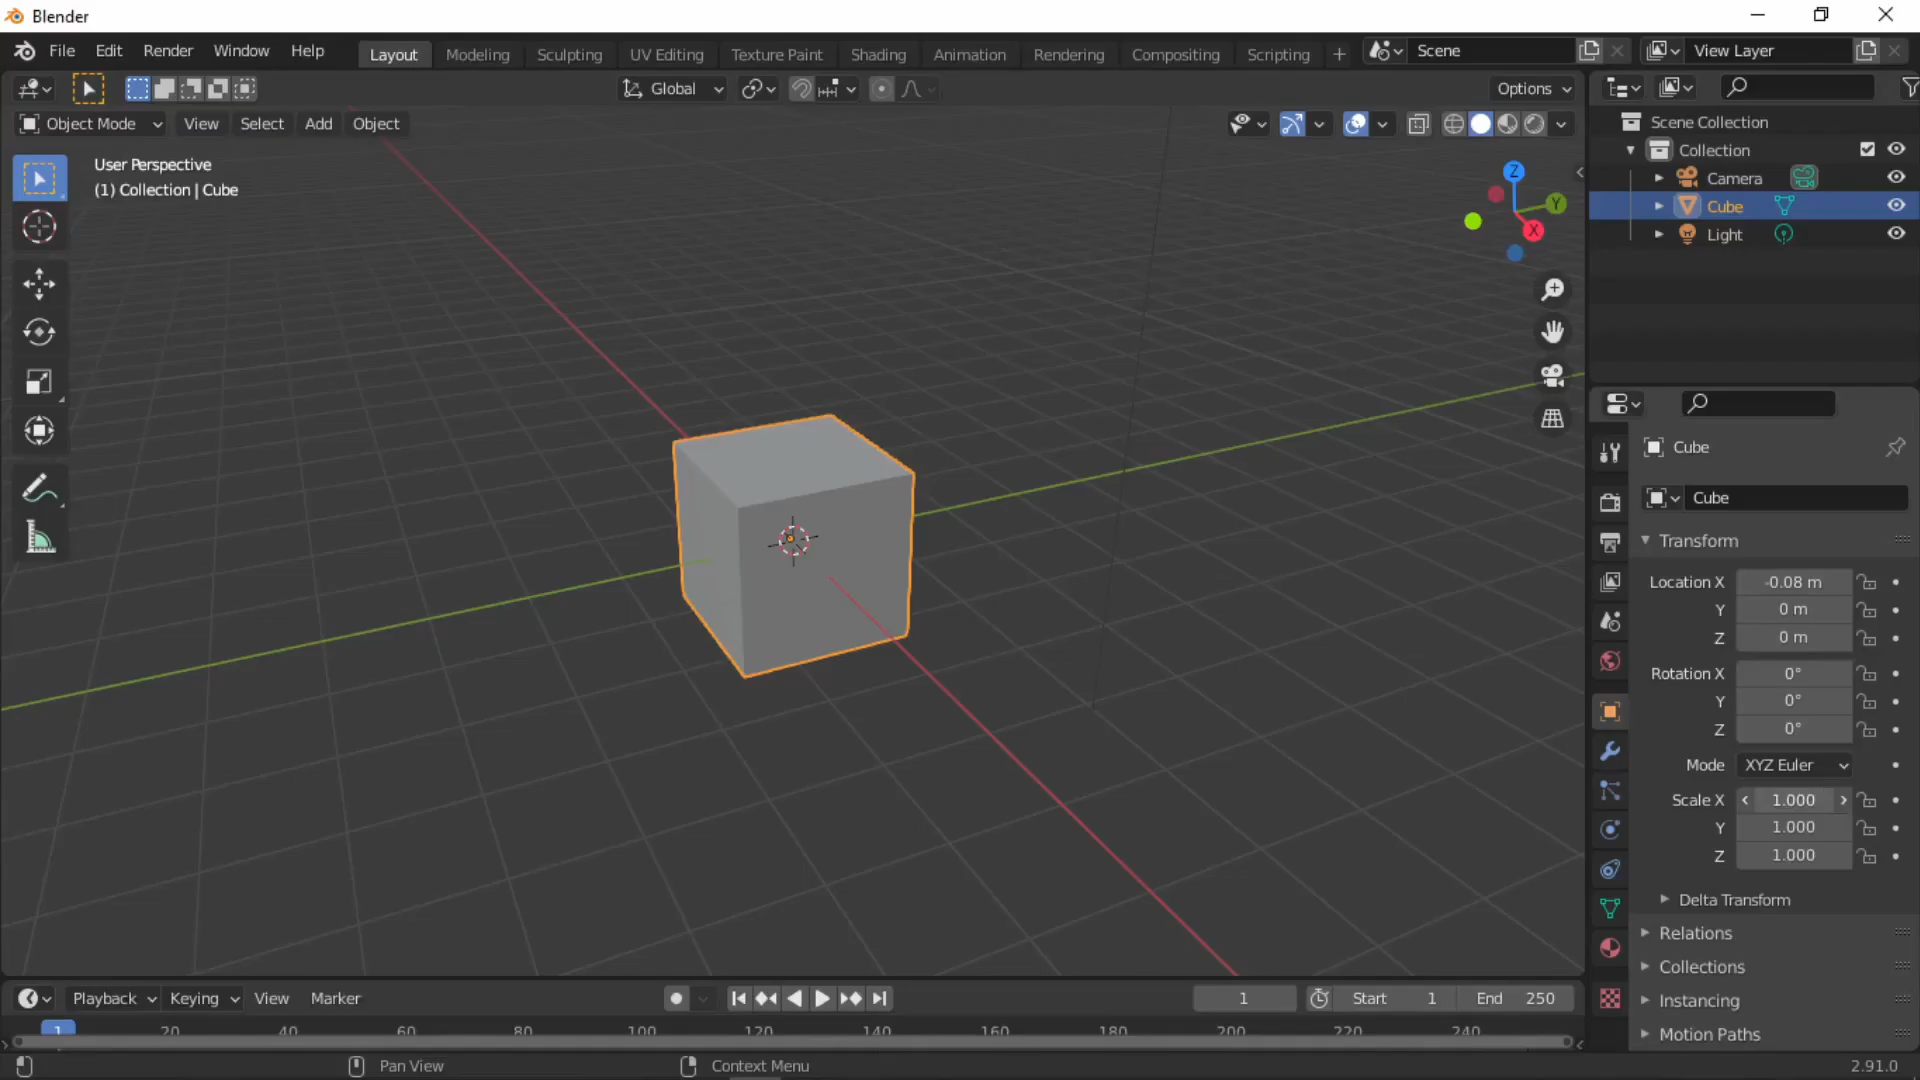 Blender
File Edit Render Window Help Layout Modeling Sculpting UV Editing Texture Paint Shading Animation Rendering Compositing Scripting + Scene View Layer
Global Options
Object Mode View Select Add Object
User Perspective
(1) Collection | Cube
Z
Y
X
Scene Collection
Collection
Camera
Cube
Light
Cube
Cube
Transform
Location X -0.08 m
Y 0 m
Z 0 m
Rotation X 0°
Y 0°
Z 0°
Mode XYZ Euler
Scale X 1.000
Y 1.000
Z 1.000
Delta Transform
Relations
Collections
Instancing
Motion Paths
Playback Keying View Marker 1 Start 1 End 250
1 20 40 60 80 100 120 140 160 180 200 220 240
Pan View Context Menu 2.91.0